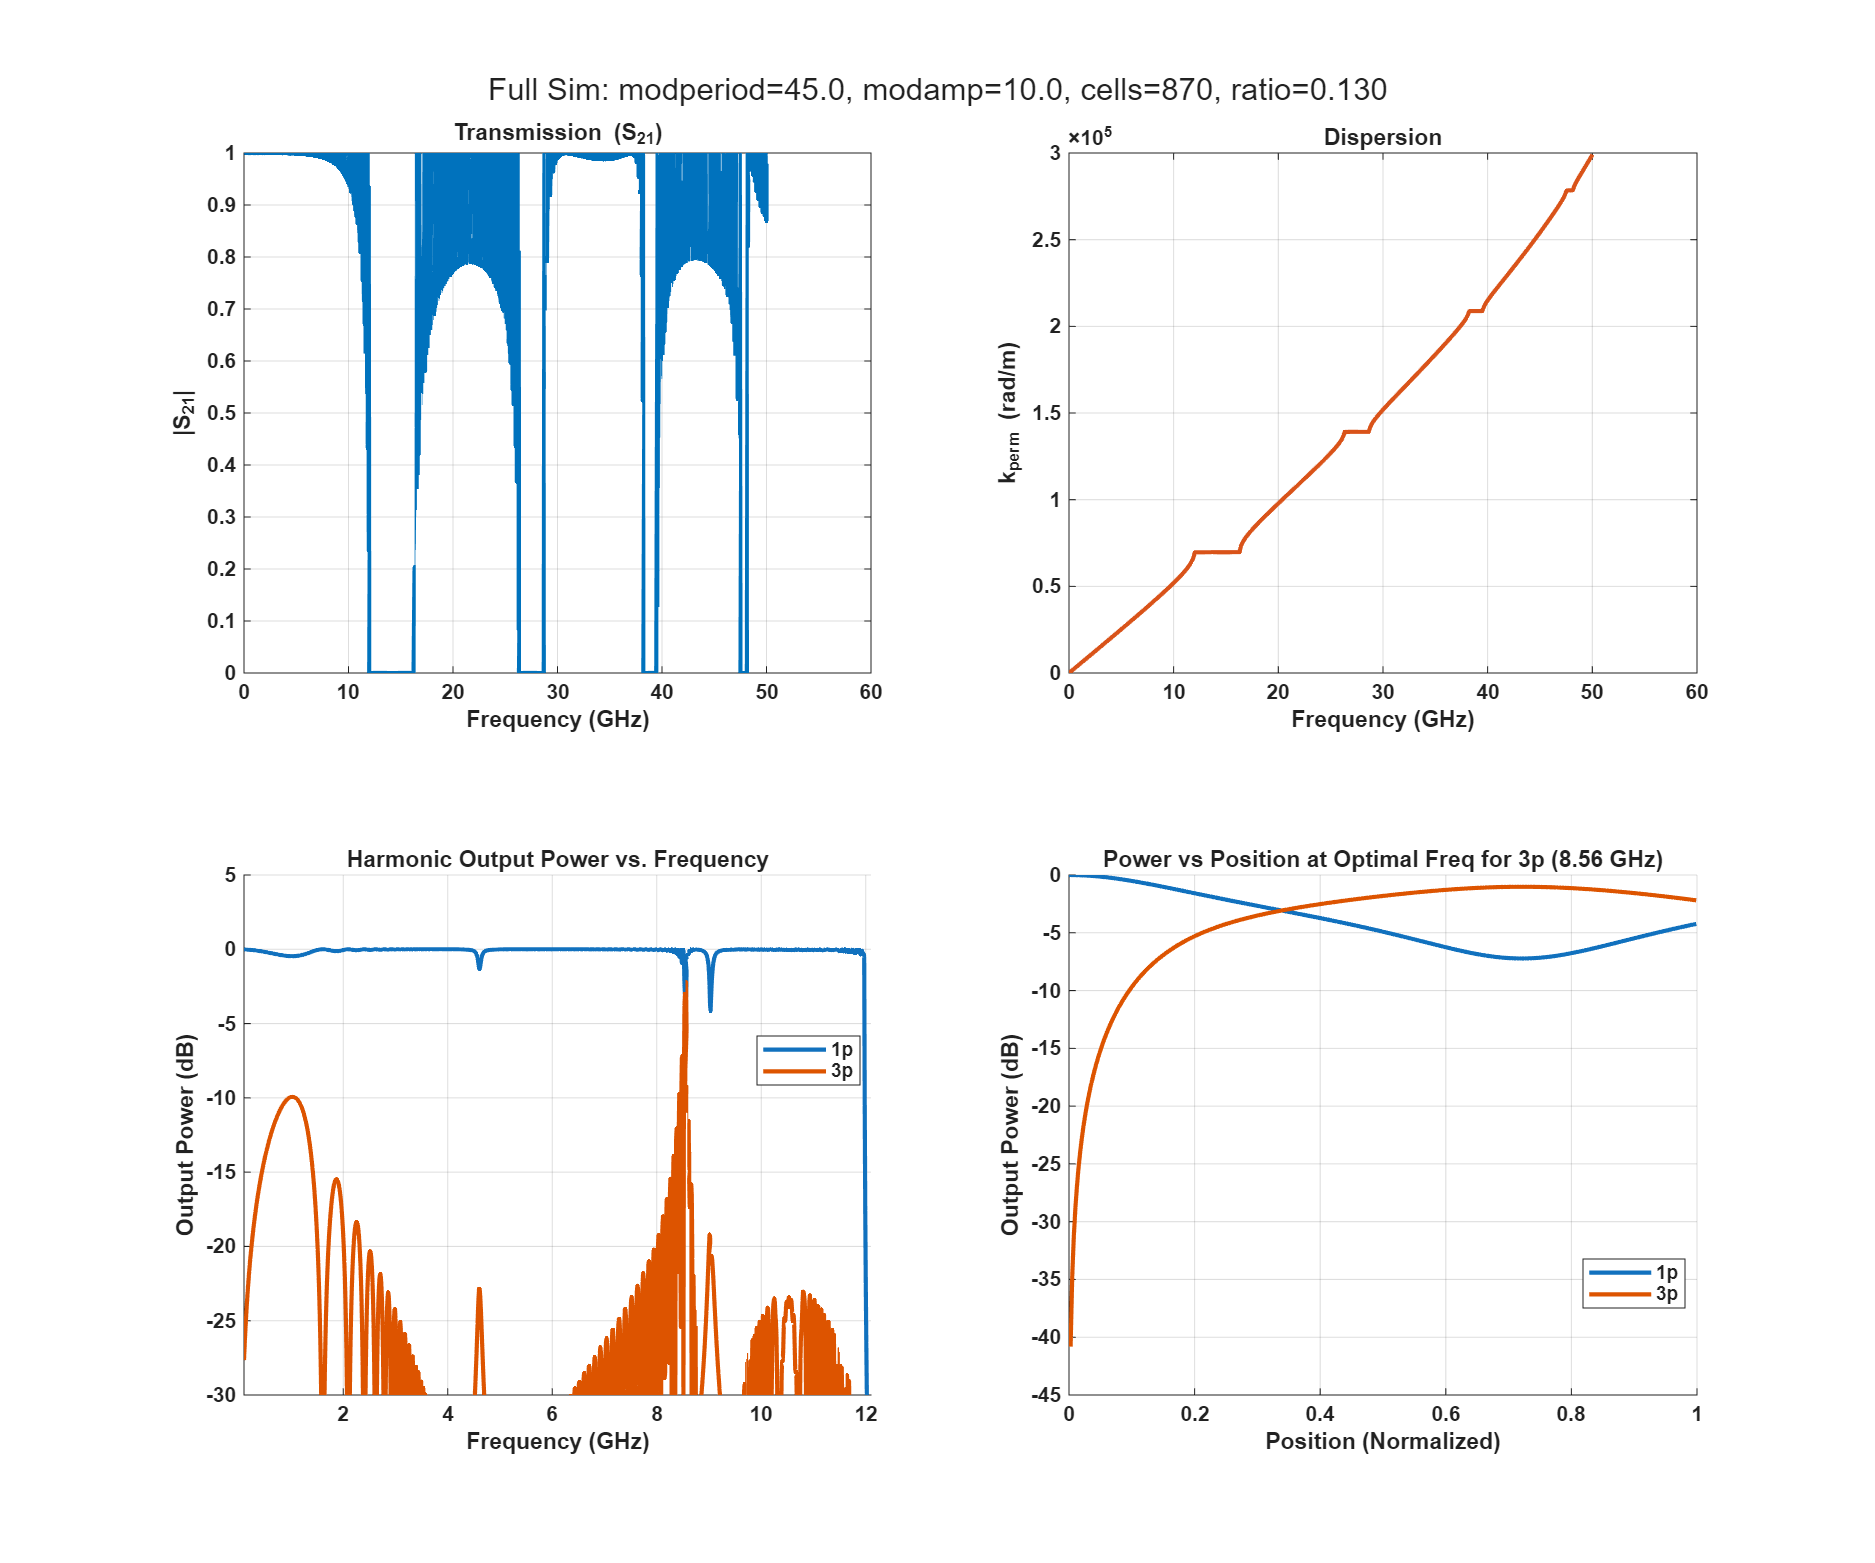 Full Sim: modperiod=45.0, modamp=10.0, cells=870, ratio=0.130
Transmission (S21)
1
0.9
0.8
0.7
0.6
0.5
0.4
0.3
0.2
0.1
0
|S21|
0 10 20 30 40 50 60
Frequency (GHz)
Dispersion
×10^5
3
2.5
2
1.5
1
0.5
0
kperm (rad/m)
0 10 20 30 40 50 60
Frequency (GHz)
Harmonic Output Power vs. Frequency
5
0
-5
-10
-15
-20
-25
-30
Output Power (dB)
1p
3p
2 4 6 8 10 12
Frequency (GHz)
Power vs Position at Optimal Freq for 3p (8.56 GHz)
0
-5
-10
-15
-20
-25
-30
-35
-40
-45
Output Power (dB)
1p
3p
0 0.2 0.4 0.6 0.8 1
Position (Normalized)